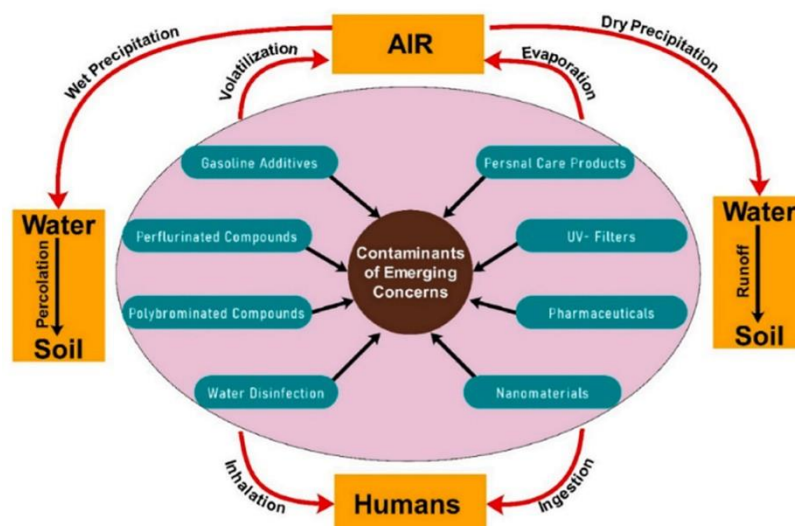 AIR
Wet Precipitation
Volatilization
Evaporation
Dry Precipitation
Gasoline Additives
Persnal Care Products
Water
Percolation
Soil
Perflurinated Compounds
Contaminants
of Emerging
Concerns
UV- Filters
Water
Runoff
Soil
Polybrominated Compounds
Pharmaceuticals
Water Disinfection
Nanomaterials
Inhalation
Humans
Ingestion